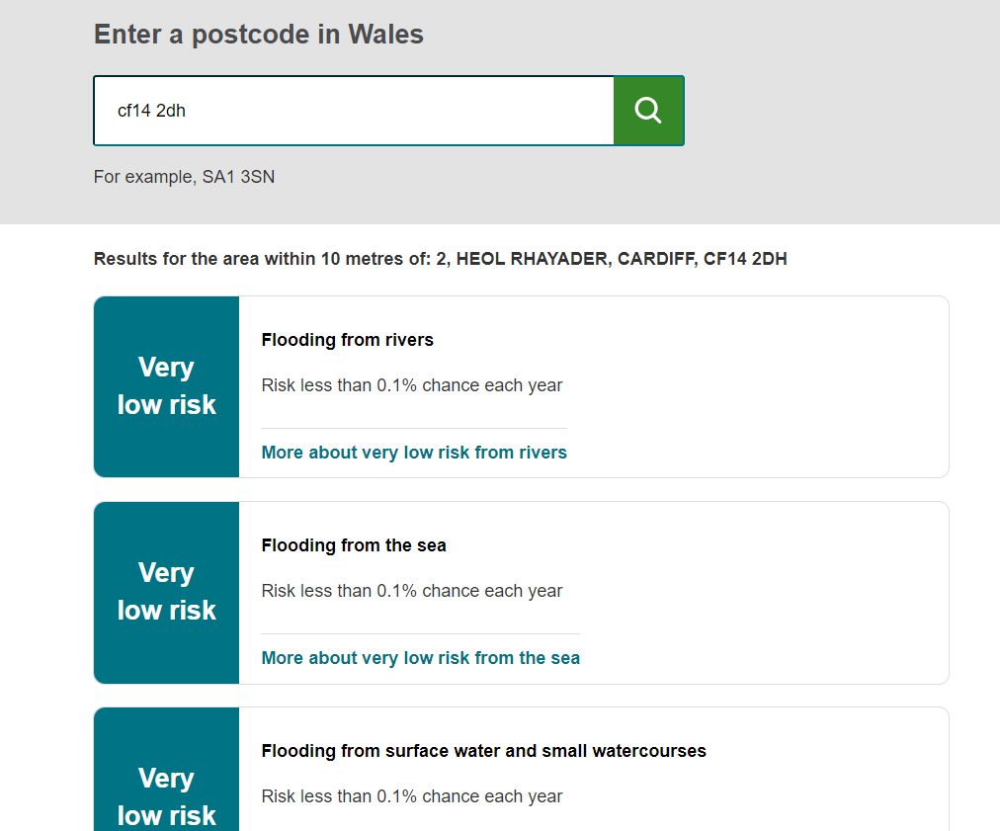 Enter a postcode in Wales
cf14 2dh
For example, SA1 3SN
Results for the area within 10 metres of: 2, HEOL RHAYADER, CARDIFF, CF14 2DH
Very
low risk
Flooding from rivers
Risk less than 0.1% chance each year
More about very low risk from rivers
Very
low risk
Flooding from the sea
Risk less than 0.1% chance each year
More about very low risk from the sea
Very
low risk
Flooding from surface water and small watercourses
Risk less than 0.1% chance each year